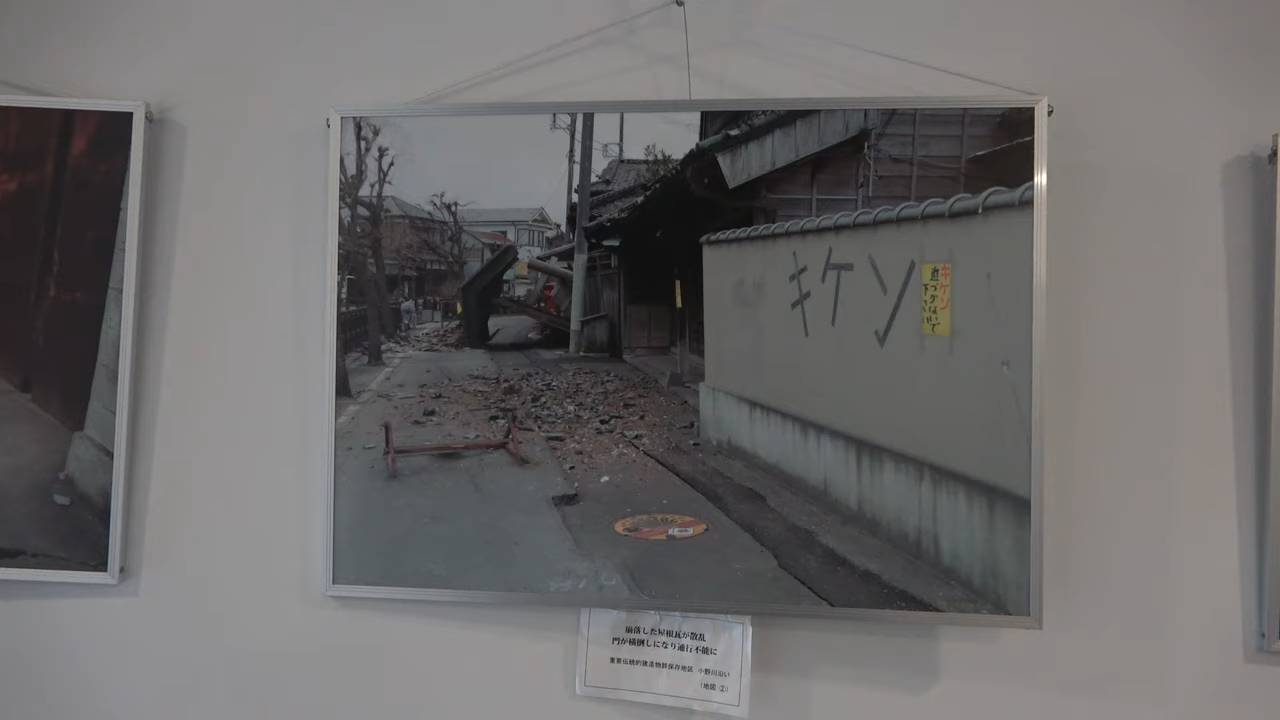 キケン
キケン
近づかないで
下さい
崩落した屋根瓦が散乱
門が横倒しになり通行不能に
重要伝統的建造物群保存地区 小野川沿い
（地図 ②）